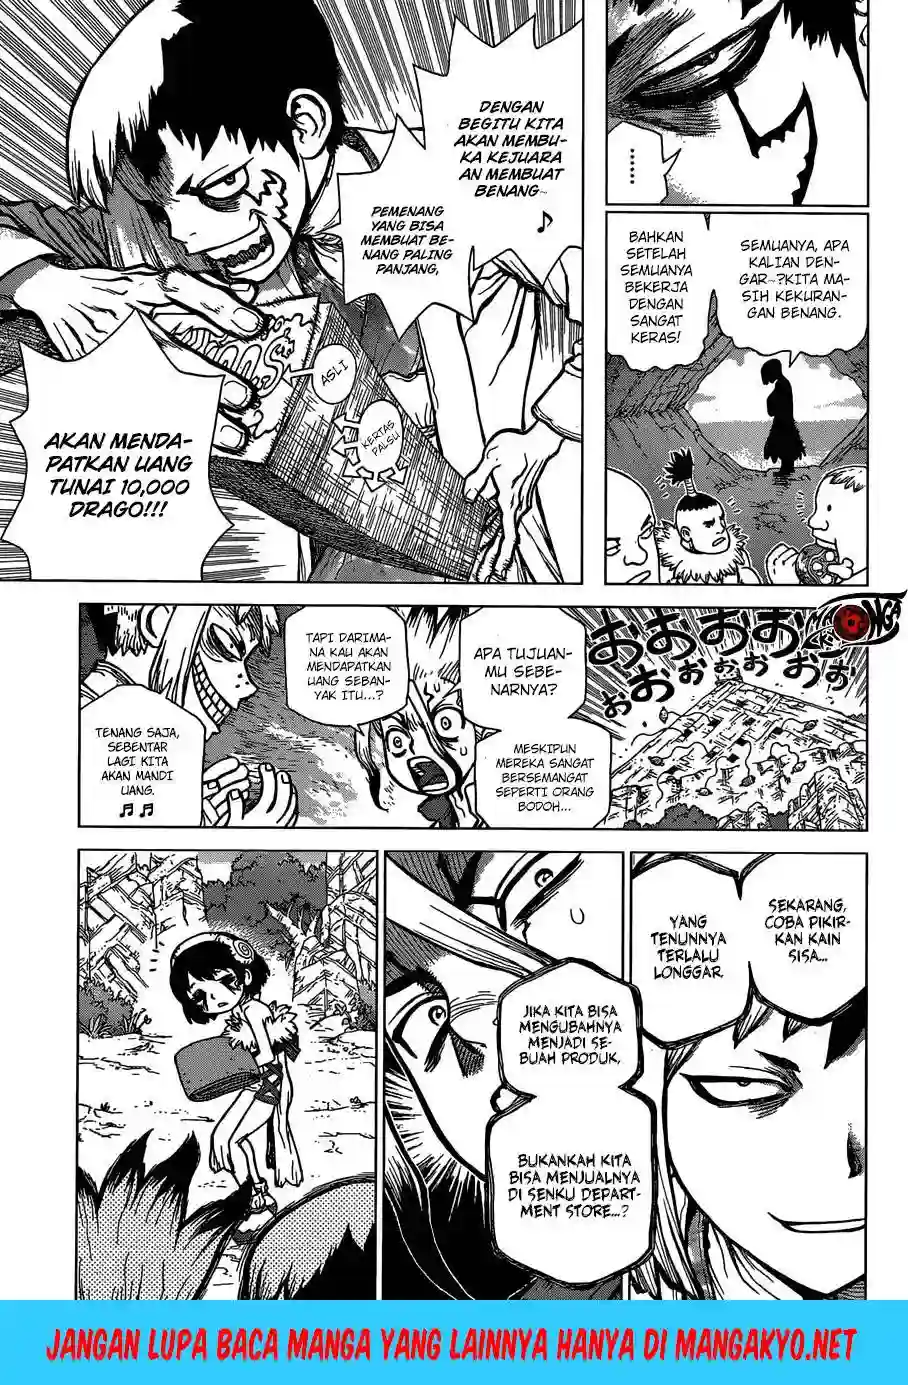 .......
SEMUANYA, APA
KALIAN DEN-
GAR~?KITA MA-
SIH KEKURAN-
GAN BENANG.
BAHKAN
SETELAH
SEMUANYA
BEKERJA
DENGAN
SANGAT
KERAS!
DENGAN
BEGITU KITA
AKAN MEMBU-
KA KEJUARA
AN MEMBUAT
BENANG~
♪
PEMENANG
YANG BISA
MEMBUAT BE-
NANG PALING
PANJANG,
ASLI
KERTAS
PALSU
AKAN MENDA-
PATKAN UANG
TUNAI 10,000
DRAGO!!!
おおおお
おおおおおおお
ONGA
APA TUJUAN-
MU SEBE-
NARNYA?
MESKIPUN
MEREKA SANGAT
BERSEMANGAT
SEPERTI ORANG
BODOH...
TAPI DARIMA-
NA KAU AKAN
MENDAPATKAN
UANG SEBAN-
YAK ITU...?
TENANG SAJA,
SEBENTAR
LAGI KITA
AKAN MANDI
UANG.
♬ ♬
SEKARANG,
COBA PIKIR-
KAN KAIN
SISA...
YANG
TENUNNYA
TERLALU
LONGGAR
JIKA KITA BISA
MENGUBAHNYA
MENJADI SE-
BUAH PRODUK,
BUKANKAH KITA
BISA MENJUALNYA
DI SENKU DEPART-
MENT STORE...?
JANGAN LUPA BACA MANGA YANG LAINNYA HANYA DI MANGAKYO.NET